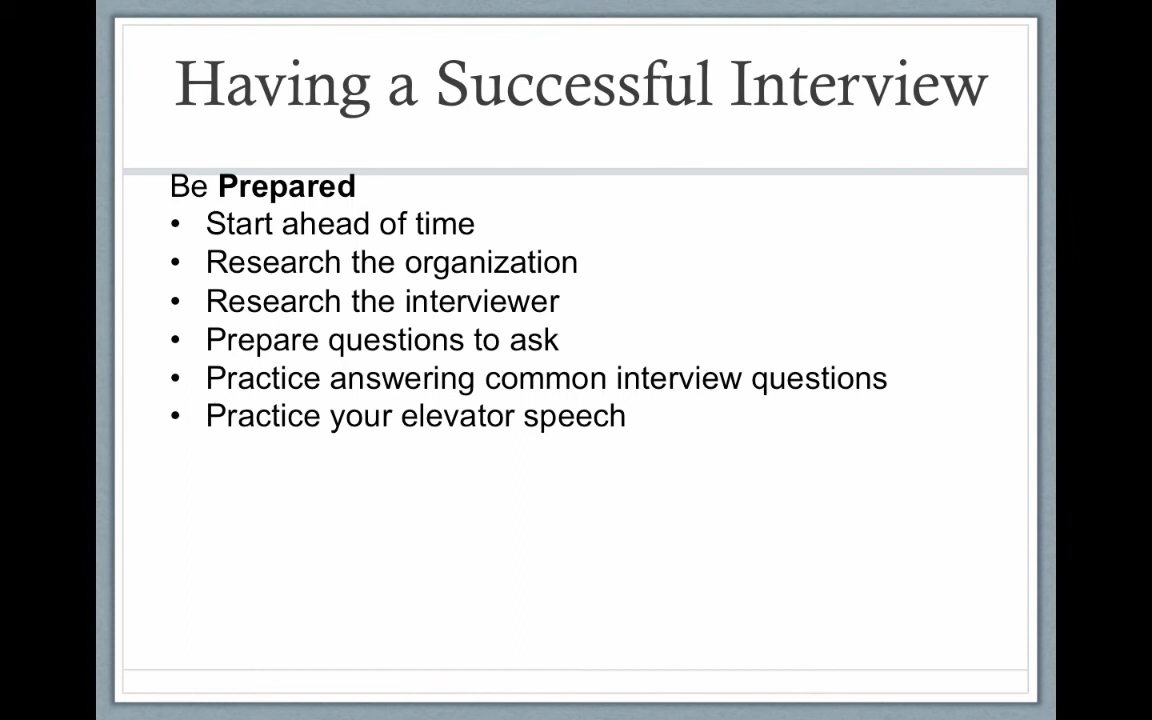 Having a Successful Interview
Be Prepared
• Start ahead of time
• Research the organization
• Research the interviewer
• Prepare questions to ask
• Practice answering common interview questions
• Practice your elevator speech